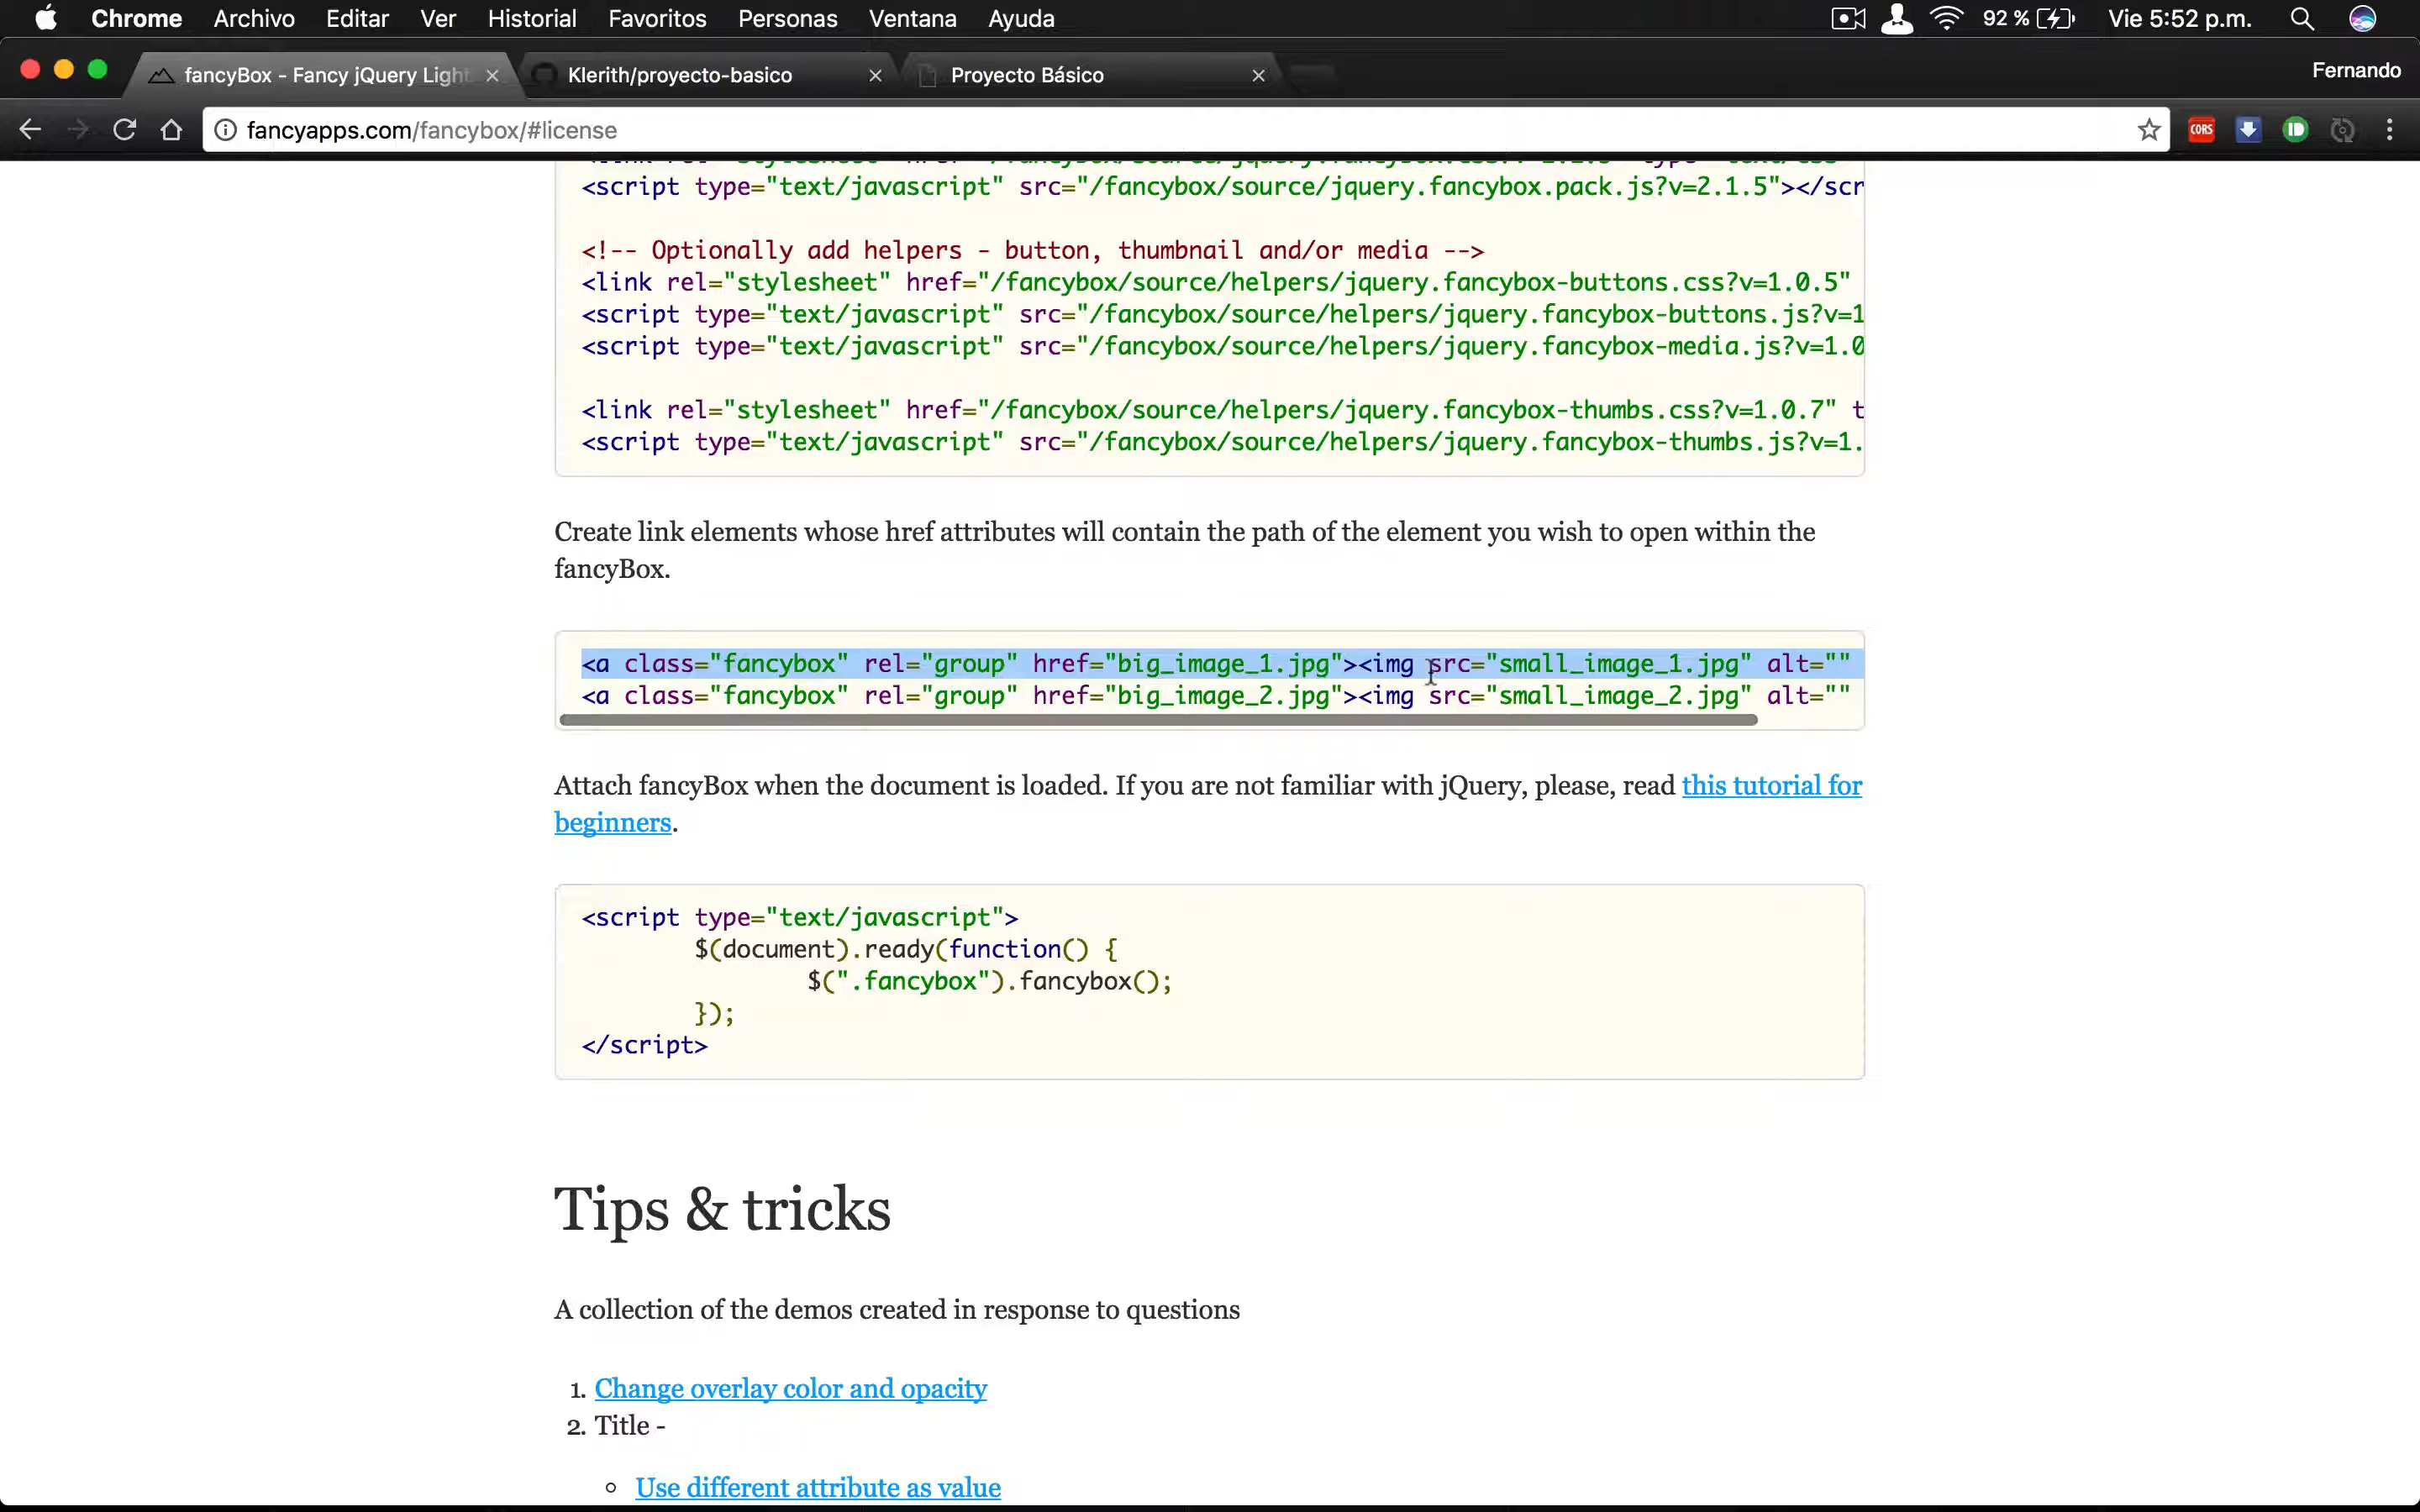 Chrome Archivo Editar Ver Historial Favoritos Personas Ventana Ayuda 92 % Vie 5:52 p.m.
fancyBox - Fancy jQuery Light Klerith/proyecto-basico Proyecto Básico Fernando
fancyapps.com/fancybox/#license CORS
<script type="text/javascript" src="/fancybox/source/jquery.fancybox.pack.js?v=2.1.5"></scr
<!-- Optionally add helpers - button, thumbnail and/or media -->
<link rel="stylesheet" href="/fancybox/source/helpers/jquery.fancybox-buttons.css?v=1.0.5"
<script type="text/javascript" src="/fancybox/source/helpers/jquery.fancybox-buttons.js?v=1
<script type="text/javascript" src="/fancybox/source/helpers/jquery.fancybox-media.js?v=1.0
<link rel="stylesheet" href="/fancybox/source/helpers/jquery.fancybox-thumbs.css?v=1.0.7" t
<script type="text/javascript" src="/fancybox/source/helpers/jquery.fancybox-thumbs.js?v=1.
Create link elements whose href attributes will contain the path of the element you wish to open within the
fancyBox.
<a class="fancybox" rel="group" href="big_image_1.jpg"><img src="small_image_1.jpg" alt=""
<a class="fancybox" rel="group" href="big_image_2.jpg"><img src="small_image_2.jpg" alt=""
Attach fancyBox when the document is loaded. If you are not familiar with jQuery, please, read this tutorial for
beginners.
<script type="text/javascript">
$(document).ready(function() {
$(".fancybox").fancybox();
});
</script>
Tips & tricks
A collection of the demos created in response to questions
1. Change overlay color and opacity
2. Title -
Use different attribute as value